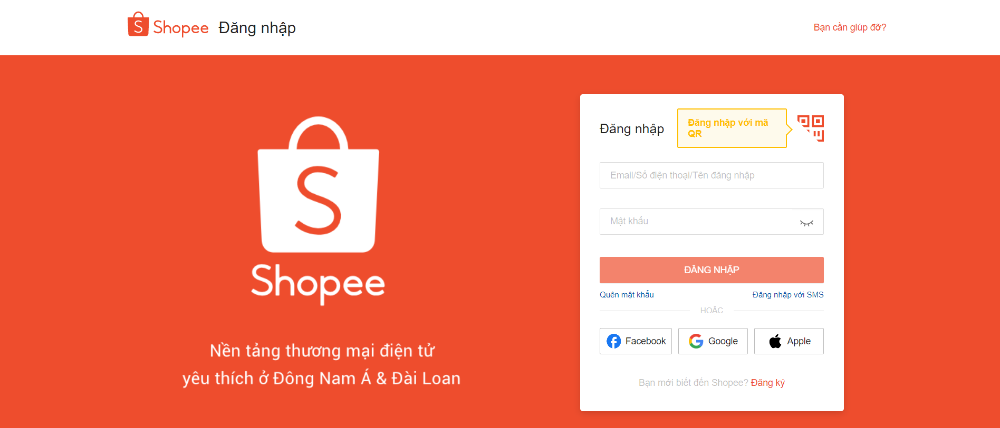 Shopee Đăng nhập
Bạn cần giúp đỡ?
S
Shopee
Nền tảng thương mại điện tử
yêu thích ở Đông Nam Á & Đài Loan
Đăng nhập
Đăng nhập với mã
QR
Email/Số điện thoại/Tên đăng nhập
Mật khẩu
ĐĂNG NHẬP
Quên mật khẩu
Đăng nhập với SMS
HOẶC
Facebook
Google
Apple
Bạn mới biết đến Shopee? Đăng ký